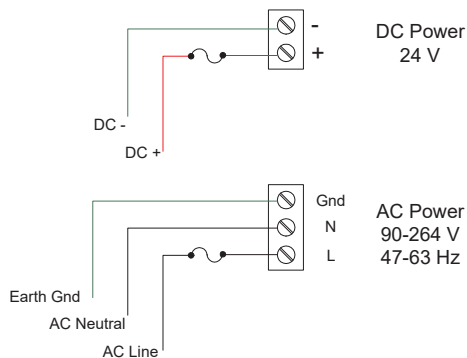 -
+
DC Power
24 V
DC -
DC +
Gnd
N
L
AC Power
90-264 V
47-63 Hz
Earth Gnd
AC Neutral
AC Line